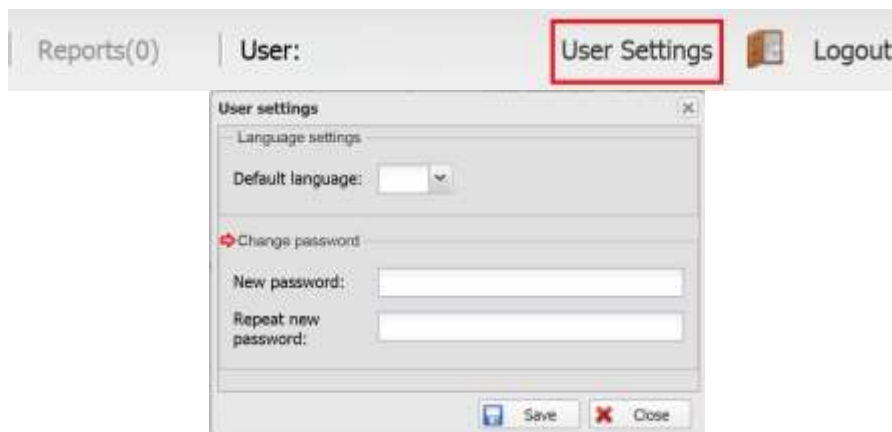 Reports(0) User: User Settings Logout
User settings
Language settings
Default language:
Change password
New password:
Repeat new
password:
Save Close